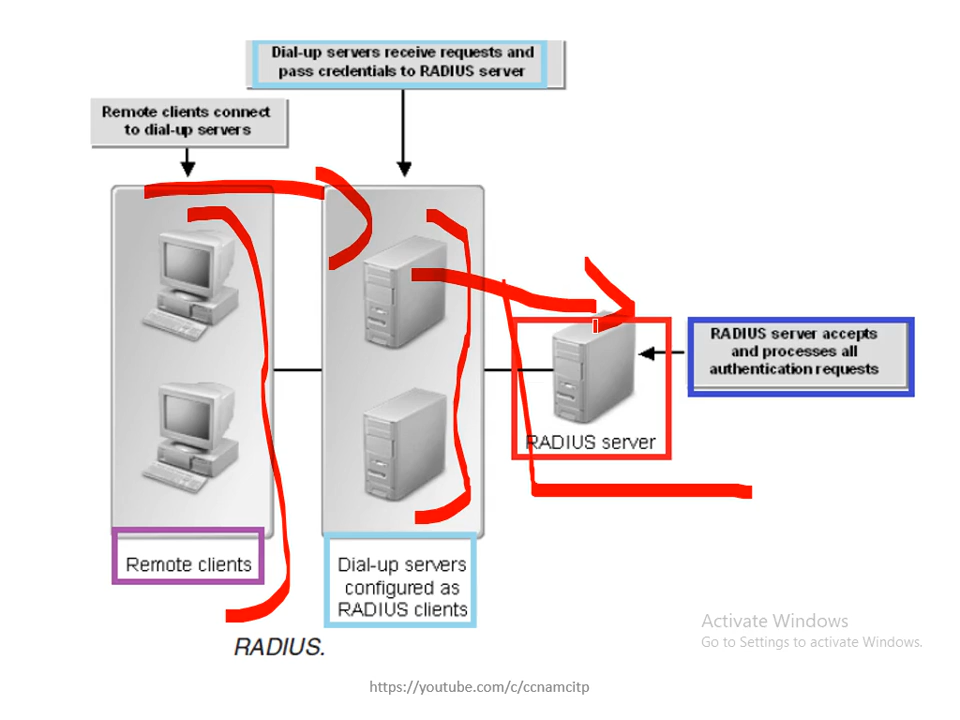 Dial-up servers receive requests and
pass credentials to RADIUS server
Remote clients connect
to dial-up servers
RADIUS server accepts
and processes all
authentication requests
RADIUS server
Remote clients
Dial-up servers
configured as
RADIUS clients
RADIUS.
Activate Windows
Go to Settings to activate Windows.
https://youtube.com/c/ccnamcitp